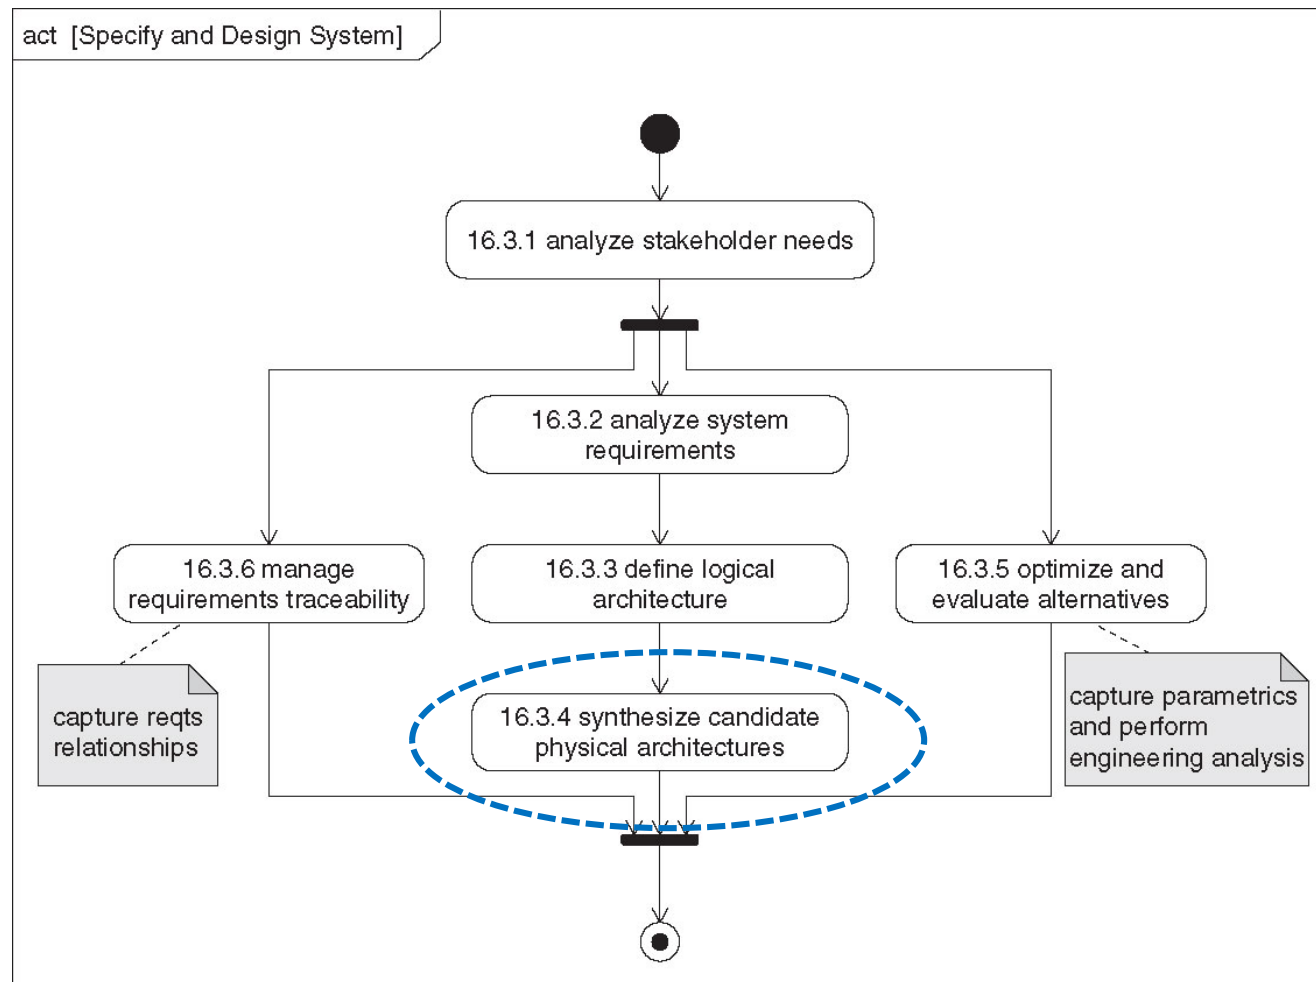 act [Specify and Design System]
16.3.1 analyze stakeholder needs
16.3.2 analyze system
requirements
16.3.6 manage
requirements traceability
16.3.3 define logical
architecture
16.3.5 optimize and
evaluate alternatives
capture reqts
relationships
16.3.4 synthesize candidate
physical architectures
capture parametrics
and perform
engineering analysis